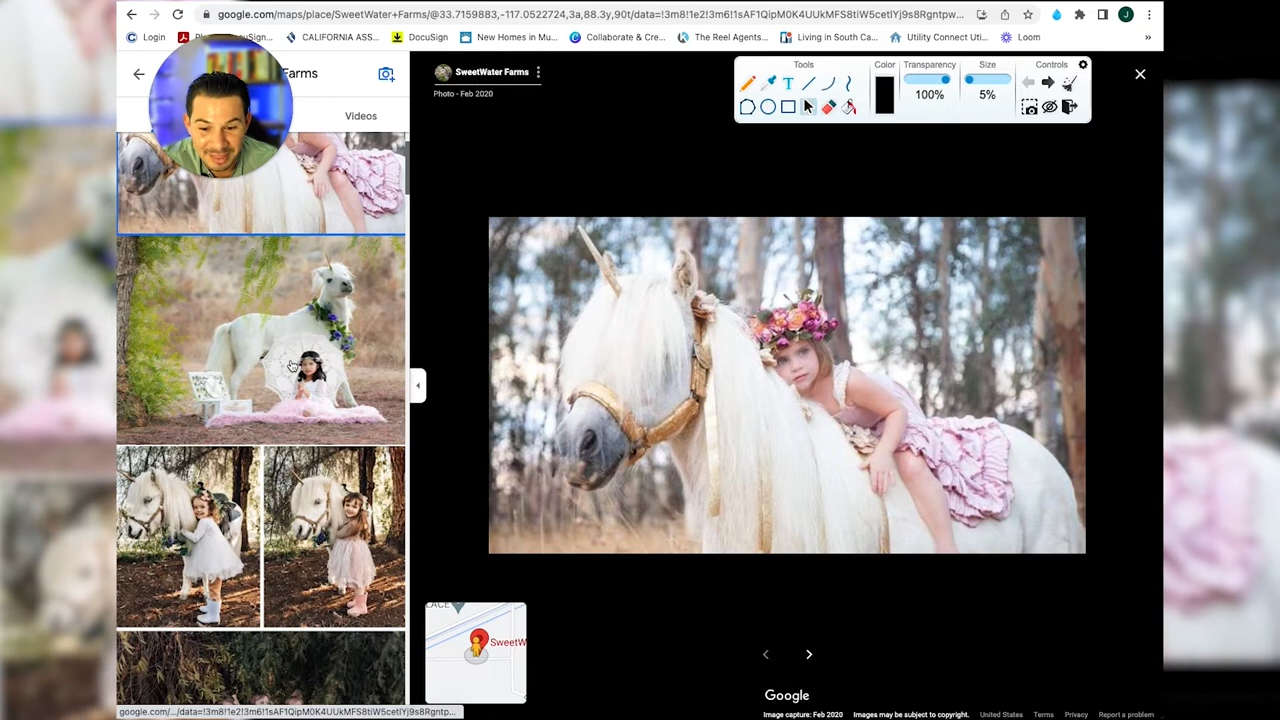 google.com/maps/place/SweetWater+Farms/@33.7159883,-117.0522724,3a,88.3y,90t/data=!3m8!1e2!3m6!1sAF1QipM0K4UUkMFS8tiW5cetIYj9s8Rgntpw...
Login
CALIFORNIA ASS...
DocuSign
New Homes in Mu...
Collaborate & Cre...
The Reel Agents...
Living in South Ca...
Utility Connect Uti...
Loom
»
Farms
Videos
SweetWater Farms
Photo - Feb 2020
Tools
Color
Transparency
Size
Controls
100%
5%
J
T
SweetW
Google
Image capture: Feb 2020
Images may be subject to copyright.
United States
Terms
Privacy
Report a problem
google.com/.../data=!3m8!1e2!3m6!1sAF1QipM0K4UUkMFS8tiW5cetIYj9s8Rgntp...